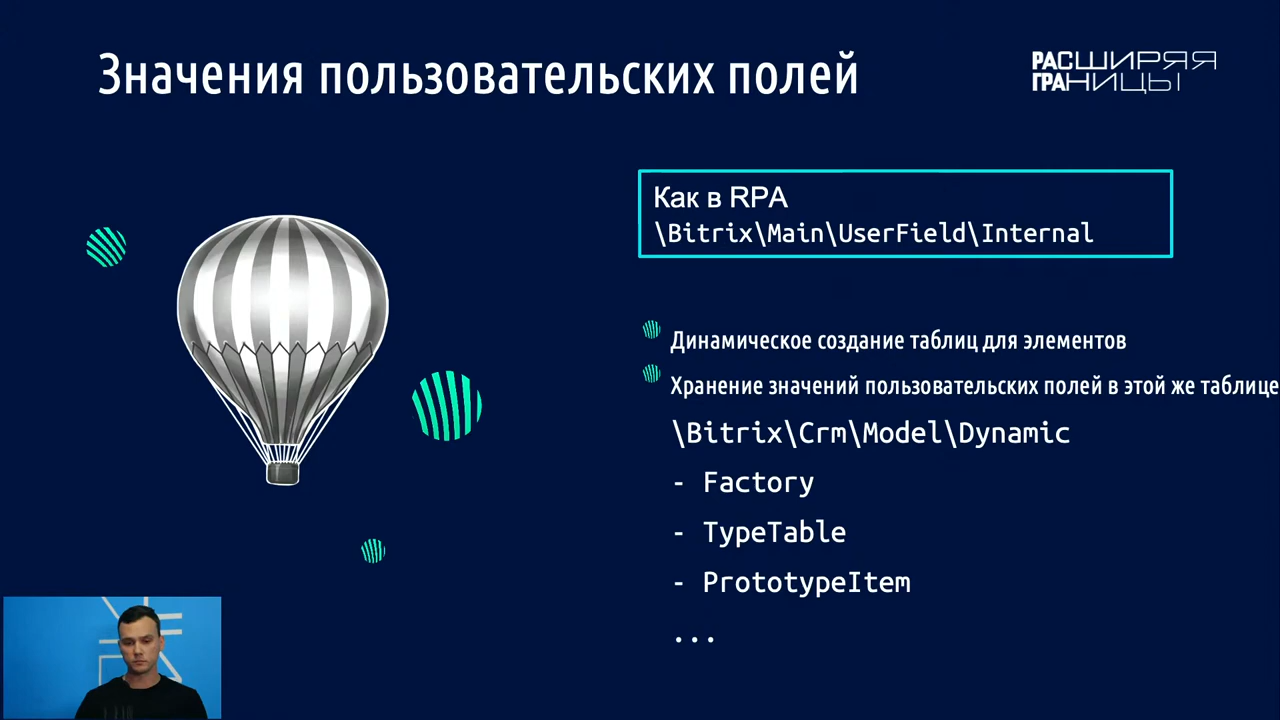 Значения пользовательских полей
РАСШИРЯЯ
ГРАНИЦЫ
Как в RPA
\Bitrix\Main\UserField\Internal
Динамическое создание таблиц для элементов
Хранение значений пользовательских полей в этой же таблице
\Bitrix\Crm\Model\Dynamic
- Factory
- TypeTable
- PrototypeItem
...